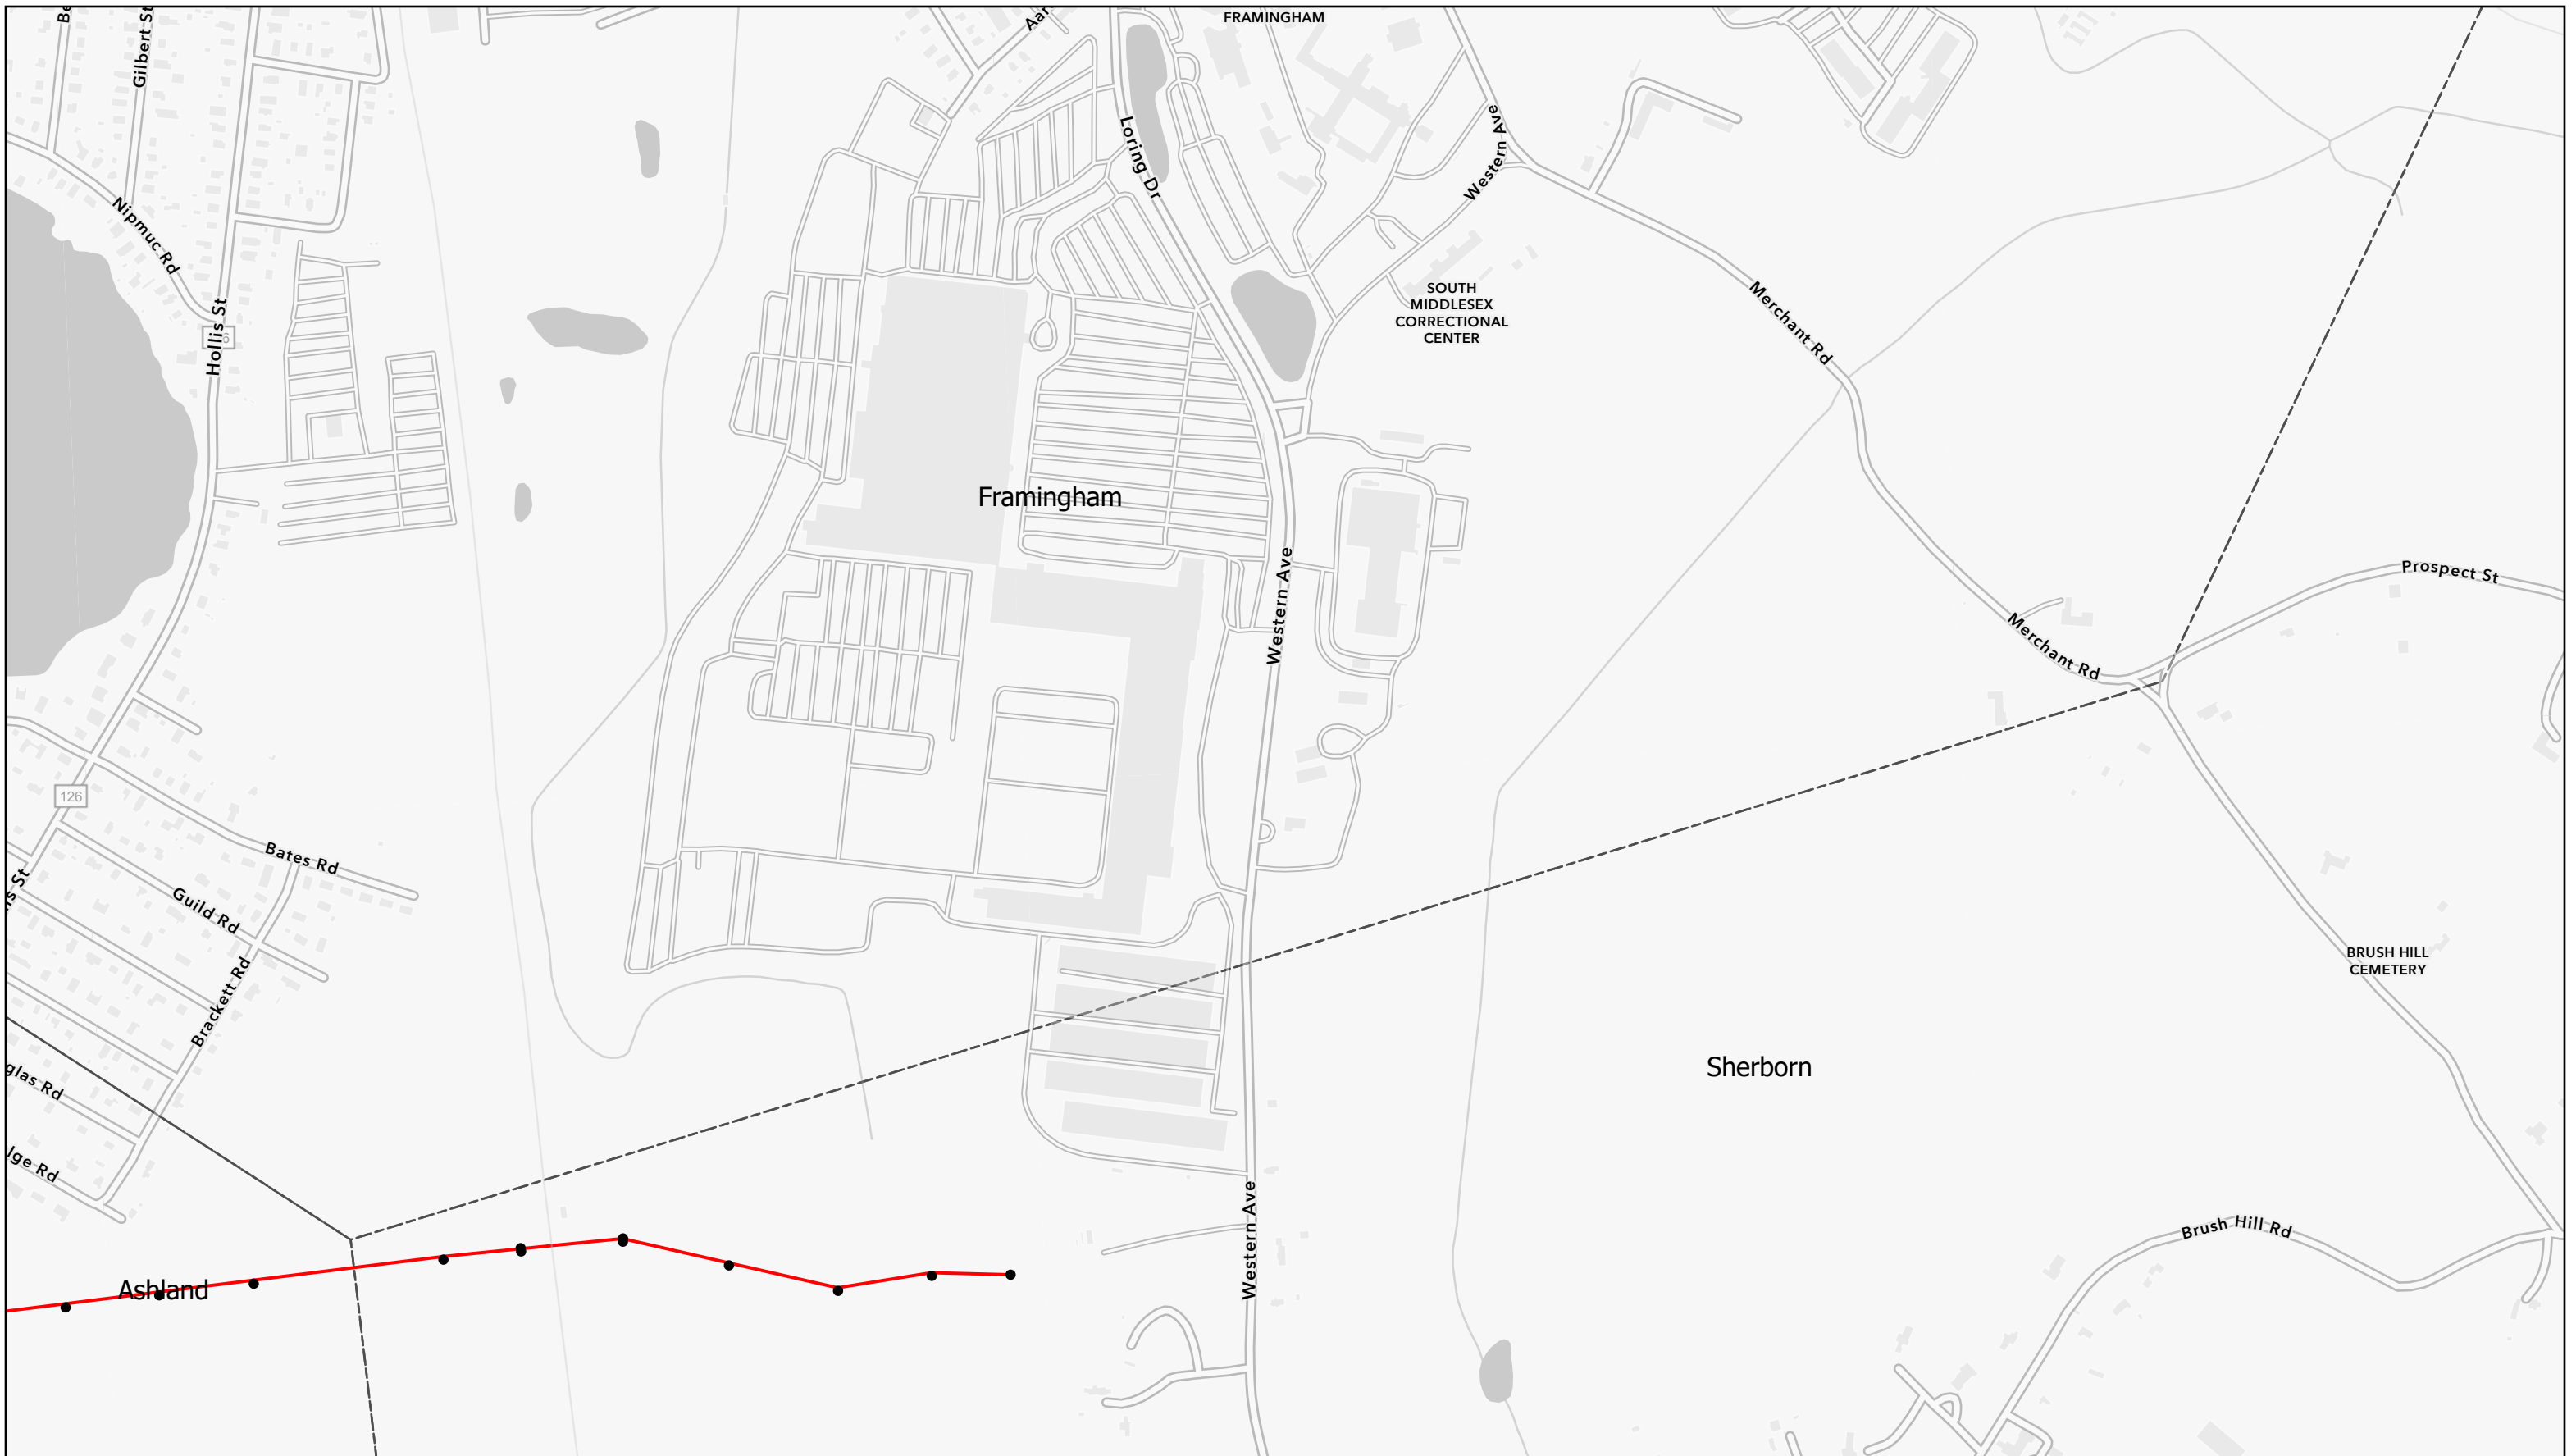 Gilbert St
FRAMINGHAM
Loring Dr
Western Ave
Western Ave
Nipmuc Rd
Hollis St
SOUTH
MIDDLESEX
CORRECTIONAL
CENTER
Merchant Rd
Framingham
Western Ave
Prospect St
Merchant Rd
126
Bates Rd
Guild Rd
Brackett Rd
BRUSH HILL
CEMETERY
Sherborn
Western Ave
Brush Hill Rd
Ashland